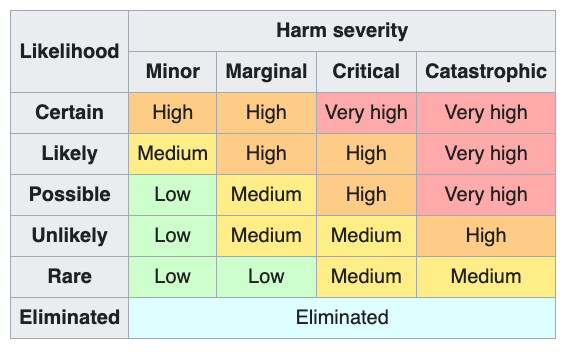 Likelihood Harm severity
Minor Marginal Critical Catastrophic
Certain High High Very high Very high
Likely Medium High High Very high
Possible Low Medium High Very high
Unlikely Low Medium Medium High
Rare Low Low Medium Medium
Eliminated Eliminated